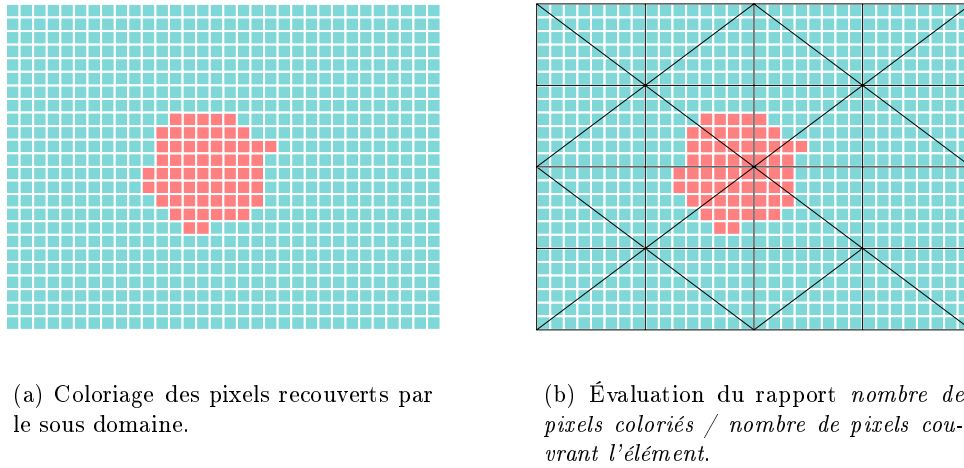 (a) Coloriage des pixels recouverts par
le sous domaine.
(b) Évaluation du rapport nombre de
pixels coloriés / nombre de pixels cou-
vrant l'élément.